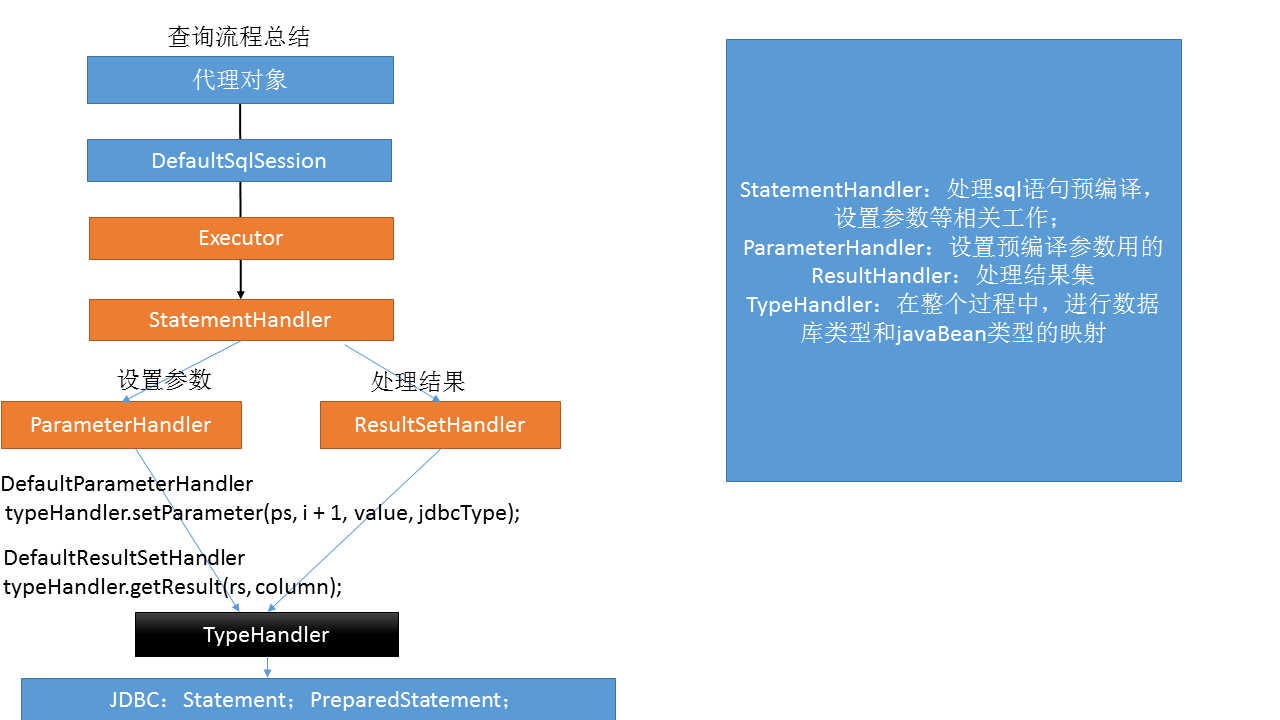 查询流程总结
代理对象
DefaultSqlSession
Executor
StatementHandler
设置参数
处理结果
ParameterHandler
ResultSetHandler
DefaultParameterHandler
typeHandler.setParameter(ps, i + 1, value, jdbcType);
DefaultResultSetHandler
typeHandler.getResult(rs, column);
TypeHandler
JDBC：Statement；PreparedStatement；
StatementHandler：处理sql语句预编译，
设置参数等相关工作；
ParameterHandler：设置预编译参数用的
ResultHandler：处理结果集
TypeHandler：在整个过程中，进行数据
库类型和javaBean类型的映射